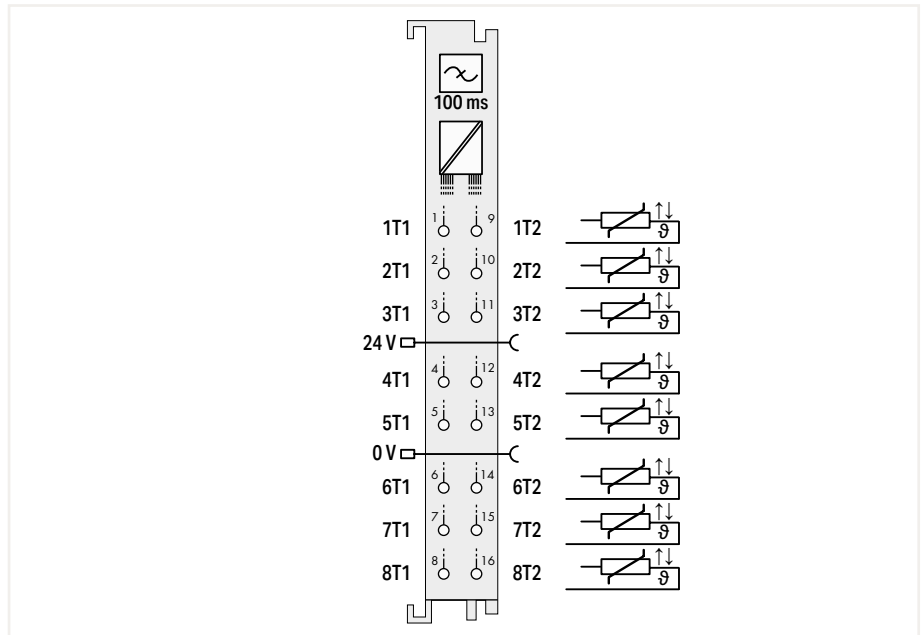 100 ms
1T1 1 9 1T2 ↑↓ ϑ
2T1 2 10 2T2 ↑↓ ϑ
3T1 3 11 3T2 ↑↓ ϑ
24 V
4T1 4 12 4T2 ↑↓ ϑ
5T1 5 13 5T2 ↑↓ ϑ
0 V
6T1 6 14 6T2 ↑↓ ϑ
7T1 7 15 7T2 ↑↓ ϑ
8T1 8 16 8T2 ↑↓ ϑ